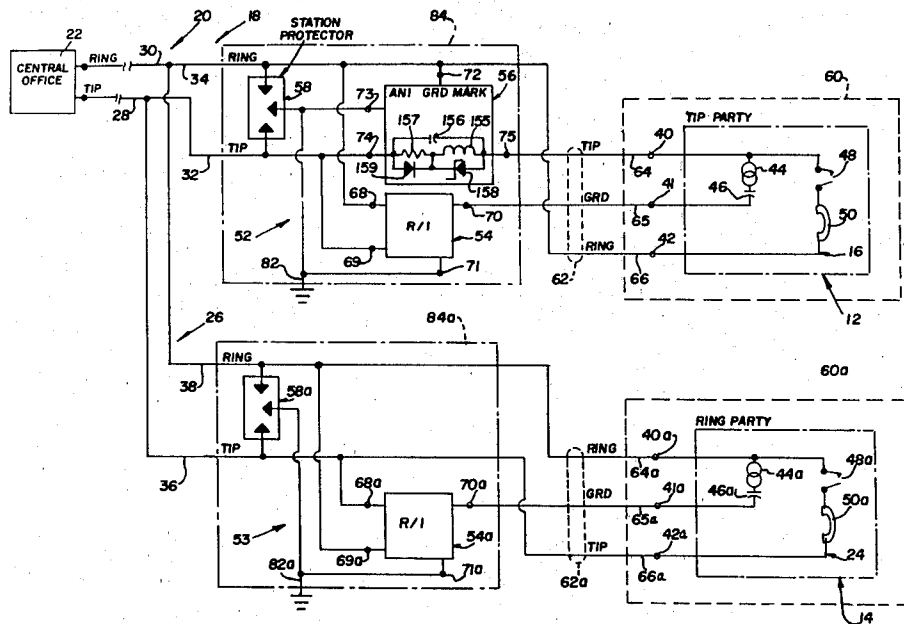 20 18 STATION PROTECTOR 84
22 RING 30 RING
CENTRAL OFFICE 34 58 72 56 60
TIP 73 ANI GRD MARK TIP PARTY
28 74 157 156 155 75 TIP 40 44 48
TIP 159 158 64 46
32 68 70 GRD 41 50
52 R/I 54 65
69 RING 42 16
82 71 62 66
12
26 84a 60a
RING
38 58a RING 40a RING PARTY
64a 44a 48a
TIP 46a
36 68a 70a GRD 41a 50a
R/I 65a
53 69a 54a TIP 42a 24
82a 71a 62a 66a
14